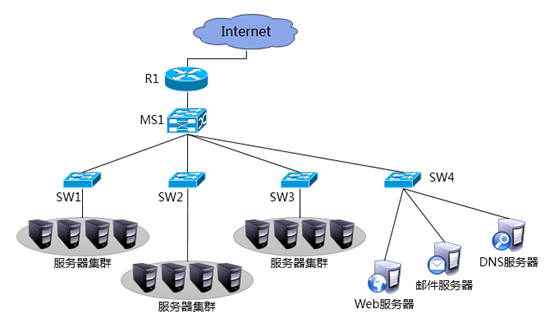 Internet
R1
MS1
SW1
SW2
SW3
SW4
服务器集群
服务器集群
服务器集群
Web服务器
邮件服务器
DNS服务器